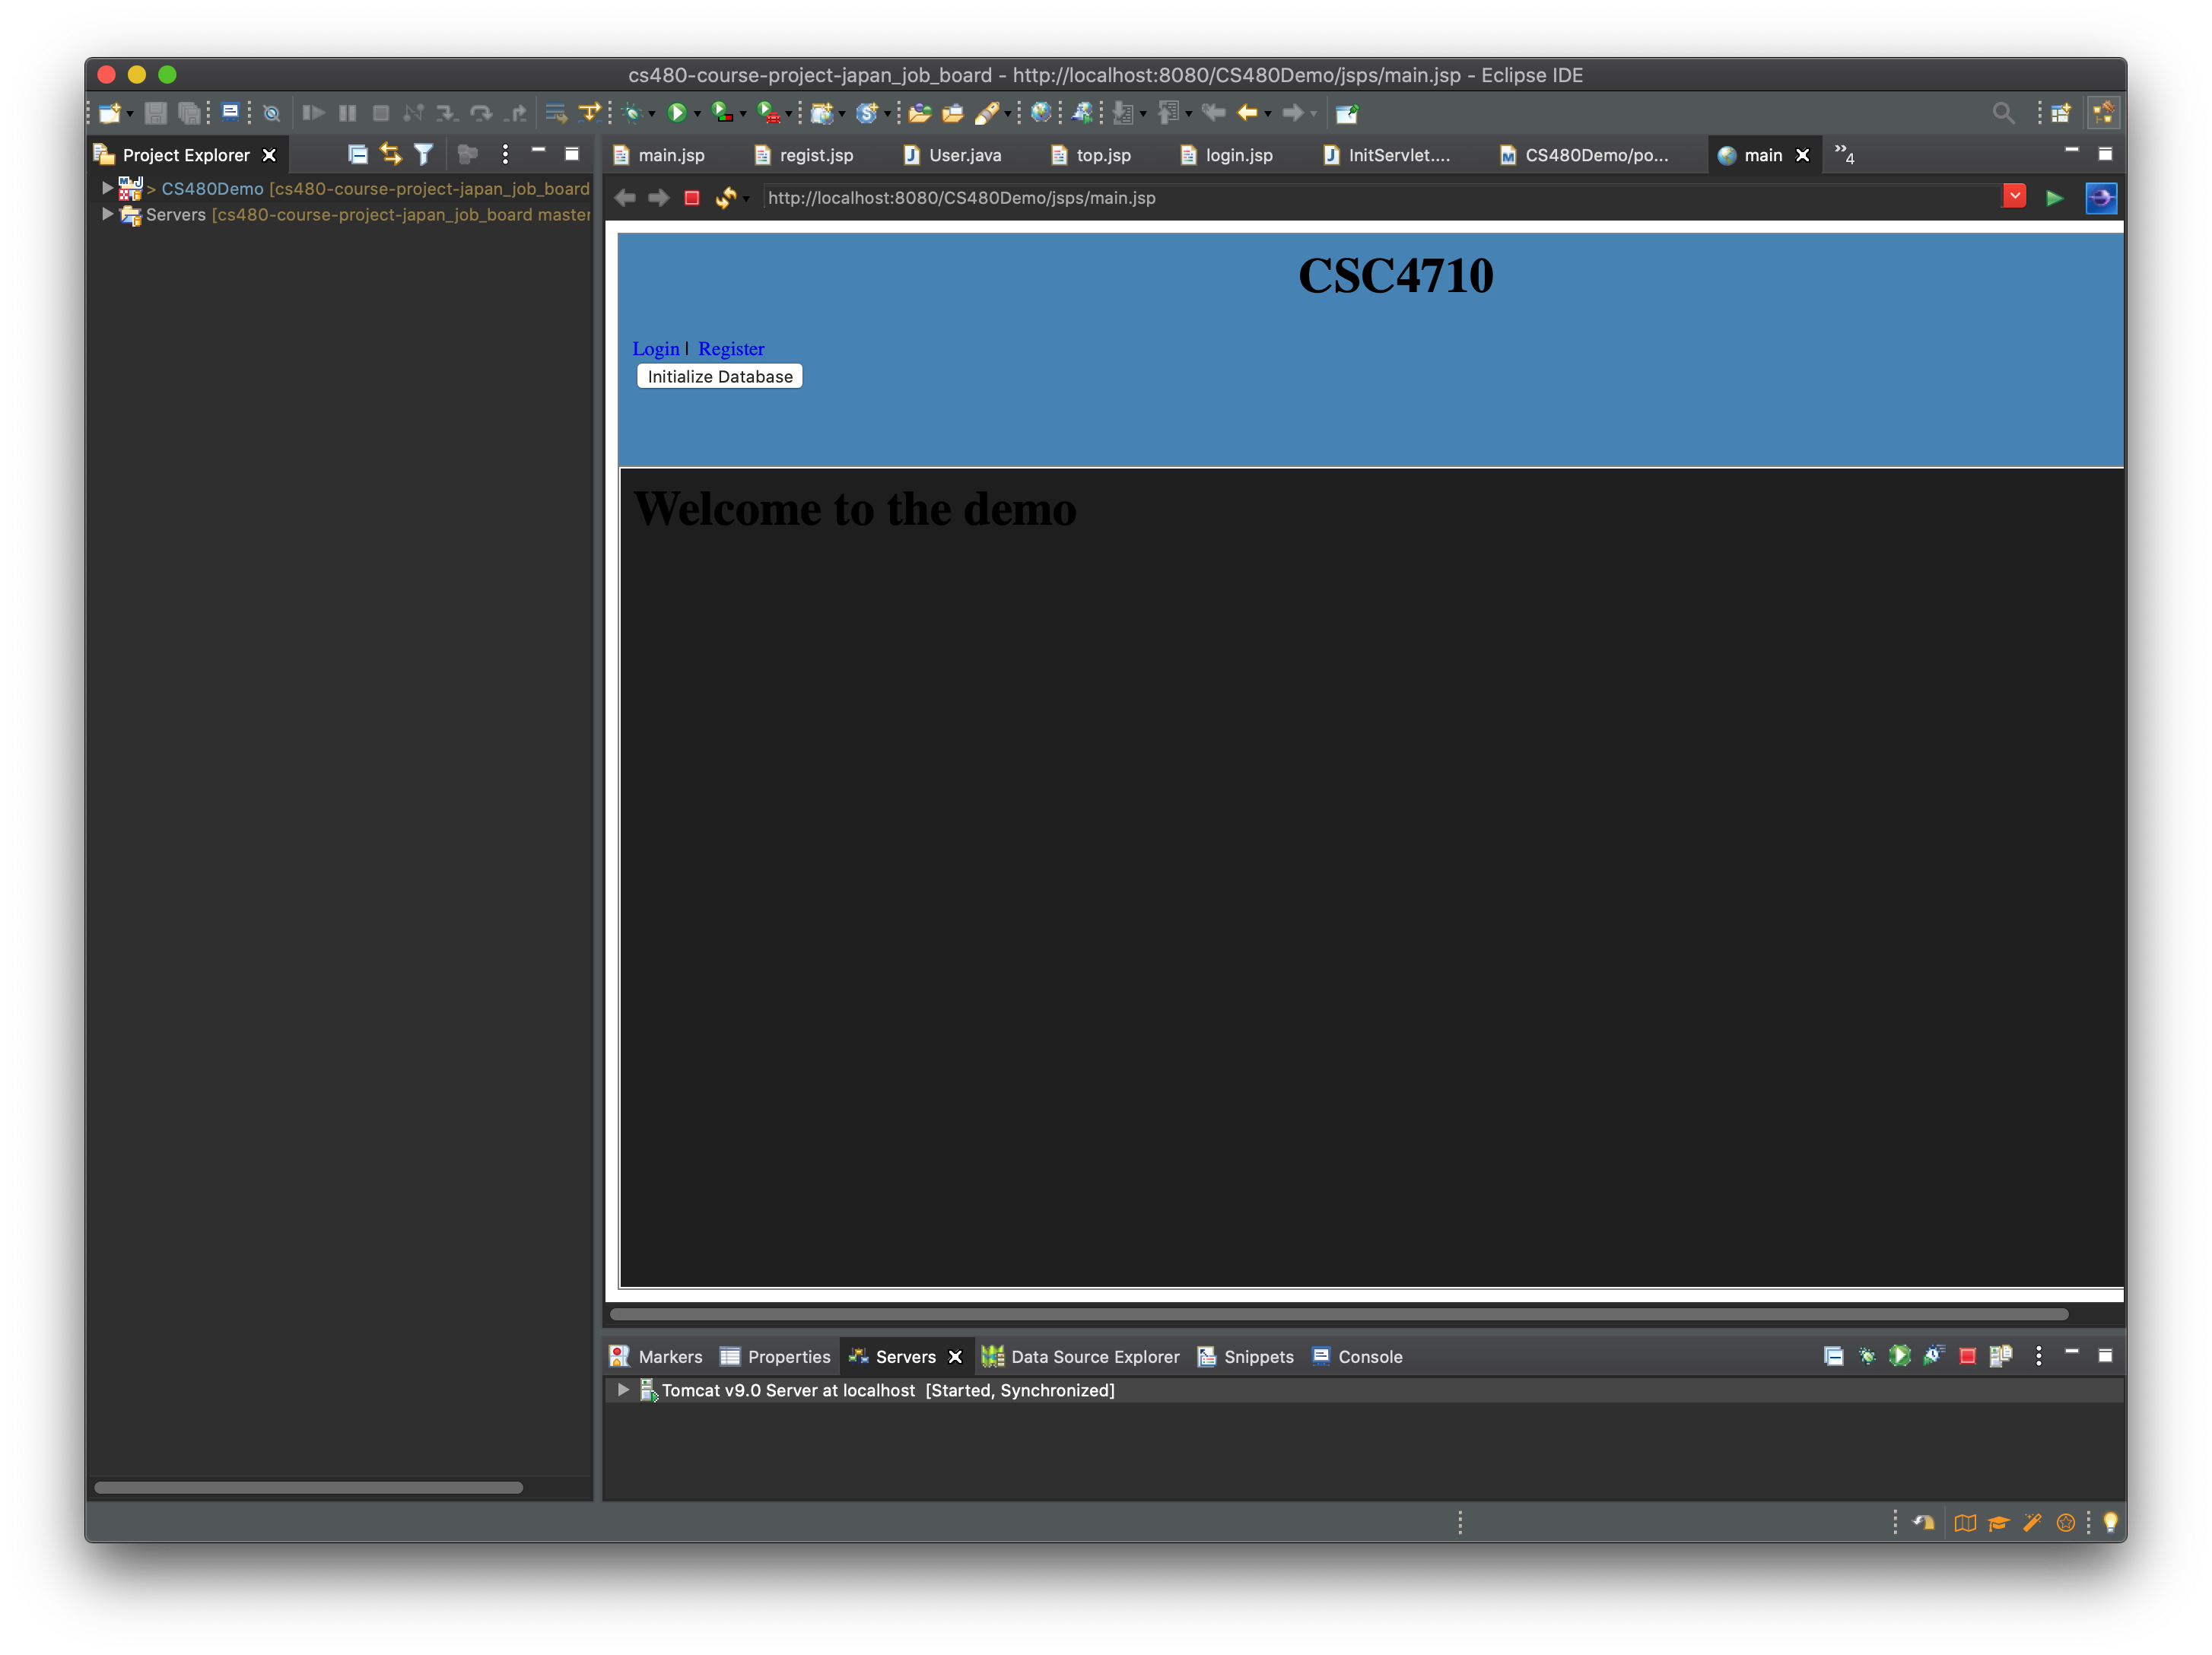 cs480-course-project-japan_job_board - http://localhost:8080/CS480Demo/jsps/main.jsp - Eclipse IDE
Project Explorer
> CS480Demo [cs480-course-project-japan_job_board
Servers [cs480-course-project-japan_job_board master
main.jsp regist.jsp User.java top.jsp login.jsp InitServlet.... CS480Demo/po... main »4
http://localhost:8080/CS480Demo/jsps/main.jsp
CSC4710
Login | Register
Initialize Database
Welcome to the demo
Markers Properties Servers Data Source Explorer Snippets Console
Tomcat v9.0 Server at localhost [Started, Synchronized]